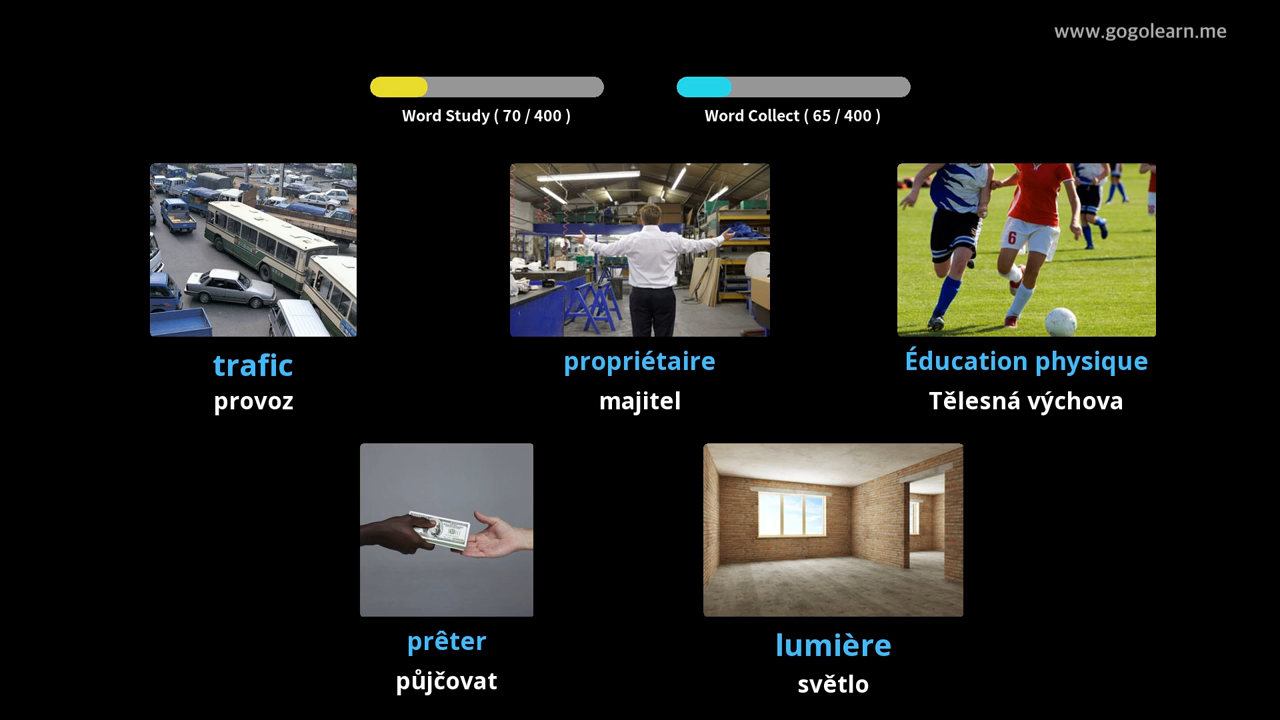 www.gogolearn.me
Word Study ( 70 / 400 )
Word Collect ( 65 / 400 )
trafic
provoz
propriétaire
majitel
6
Éducation physique
Tělesná výchova
prêter
půjčovat
lumière
světlo